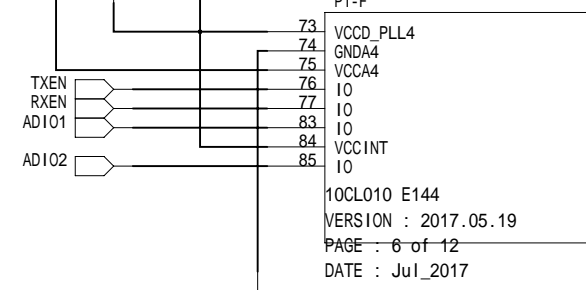 P1-F
73 VCCD_PLL4
74 GNDA4
75 VCCA4
TXEN 76 IO
RXEN 77 IO
ADIO1 83 IO
84 VCCINT
ADIO2 85 IO
10CL010 E144
VERSION : 2017.05.19
PAGE : 6 of 12
DATE : Jul_2017